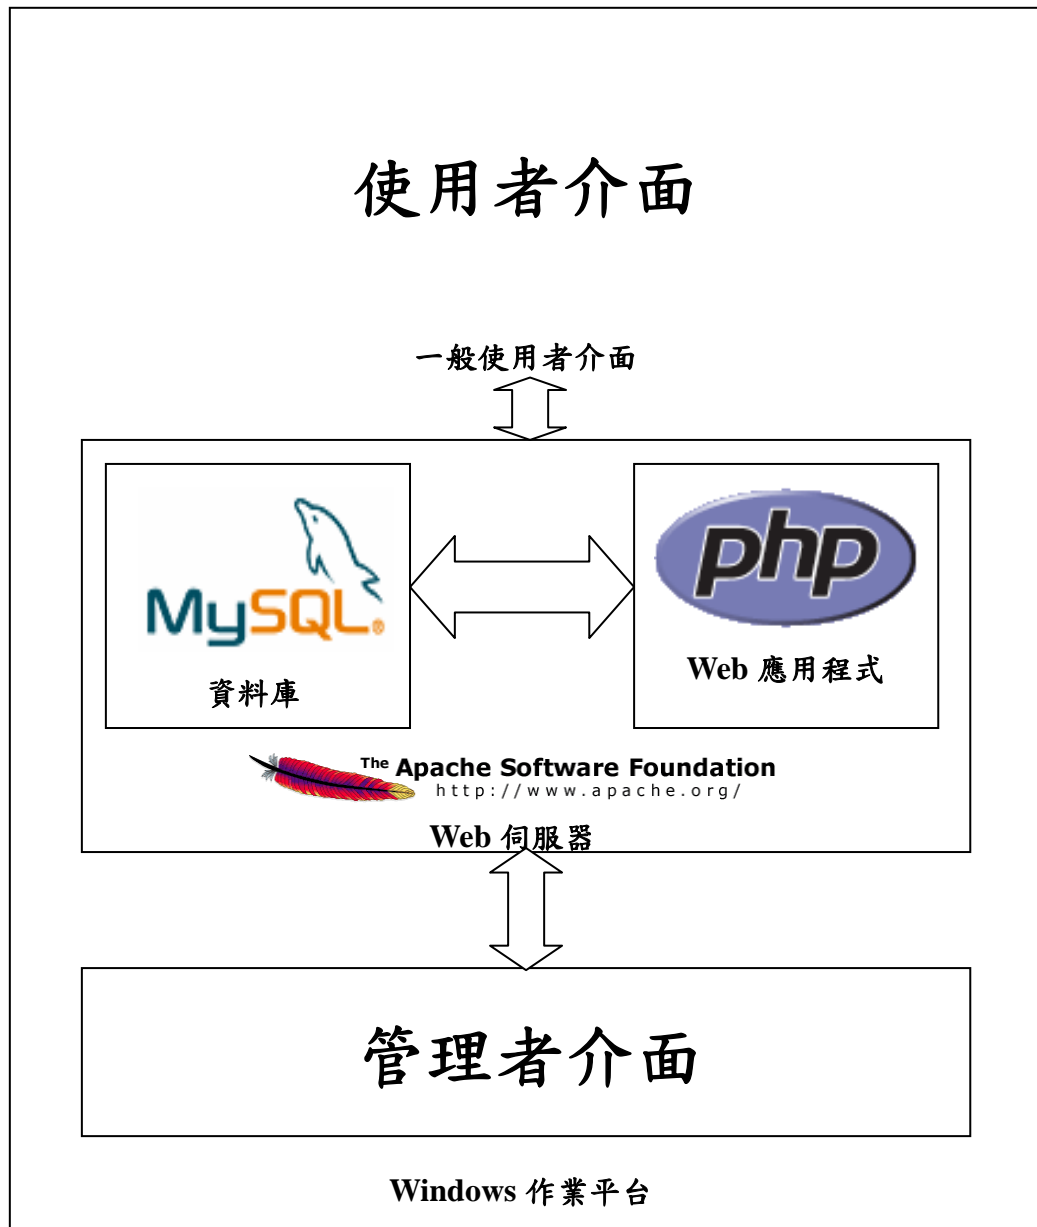 使用者介面
一般使用者介面
MySQL®
資料庫
php
Web 應用程式
The Apache Software Foundation
http://www.apache.org/
Web 伺服器
管理者介面
Windows 作業平台